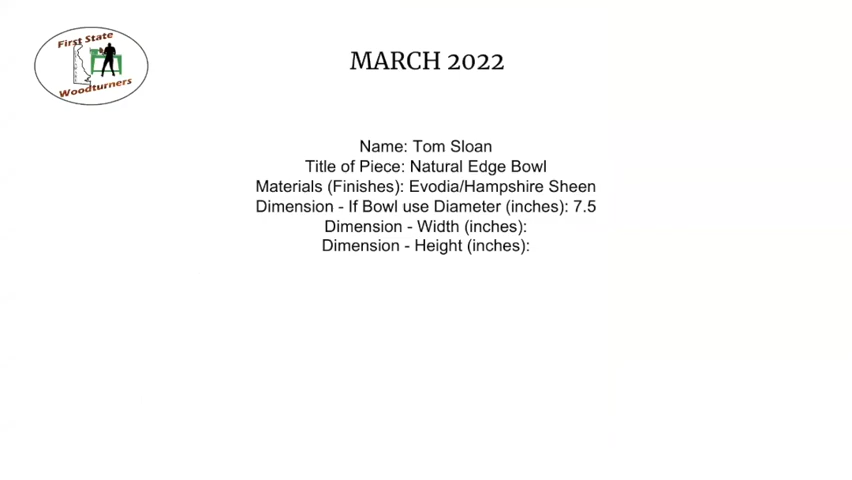 First State
Woodturners
MARCH 2022
Name: Tom Sloan
Title of Piece: Natural Edge Bowl
Materials (Finishes): Evodia/Hampshire Sheen
Dimension - If Bowl use Diameter (inches): 7.5
Dimension - Width (inches):
Dimension - Height (inches):